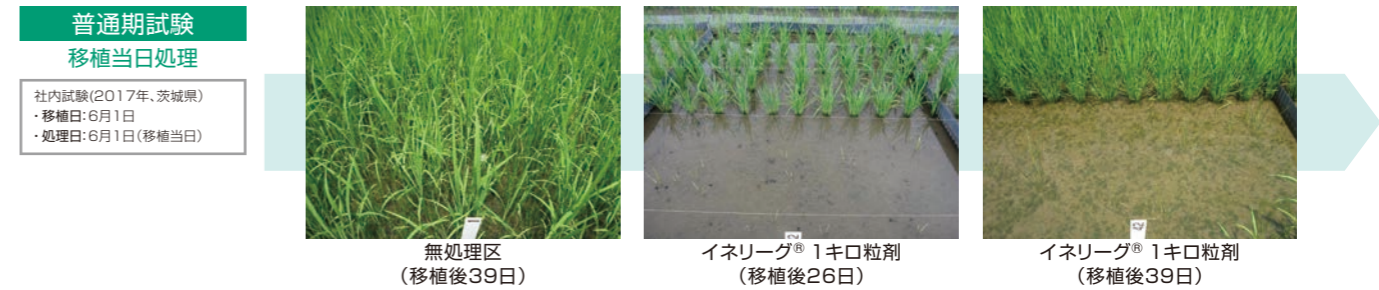 普通期試験
移植当日処理
社内試験(2017年、茨城県)
・移植日：6月1日
・処理日：6月1日(移植当日)
無処理区
(移植後39日)
イネリーグ® 1キロ粒剤
(移植後26日)
イネリーグ® 1キロ粒剤
(移植後39日)